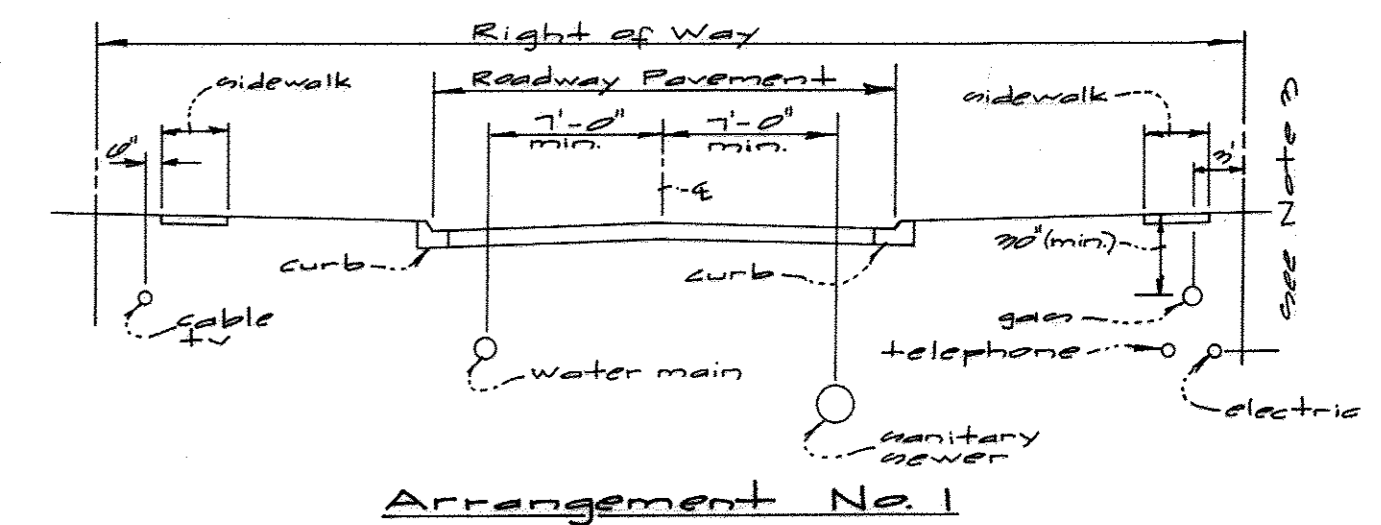 Right of Way
Roadway Pavement
sidewalk
sidewalk
7'-0"
min.
7'-0"
min.
6"
3'
℄
see Note 3
30"(min.)
curb
curb
cable
tv
gas
telephone
water main
electric
sanitary
sewer
Arrangement No. 1